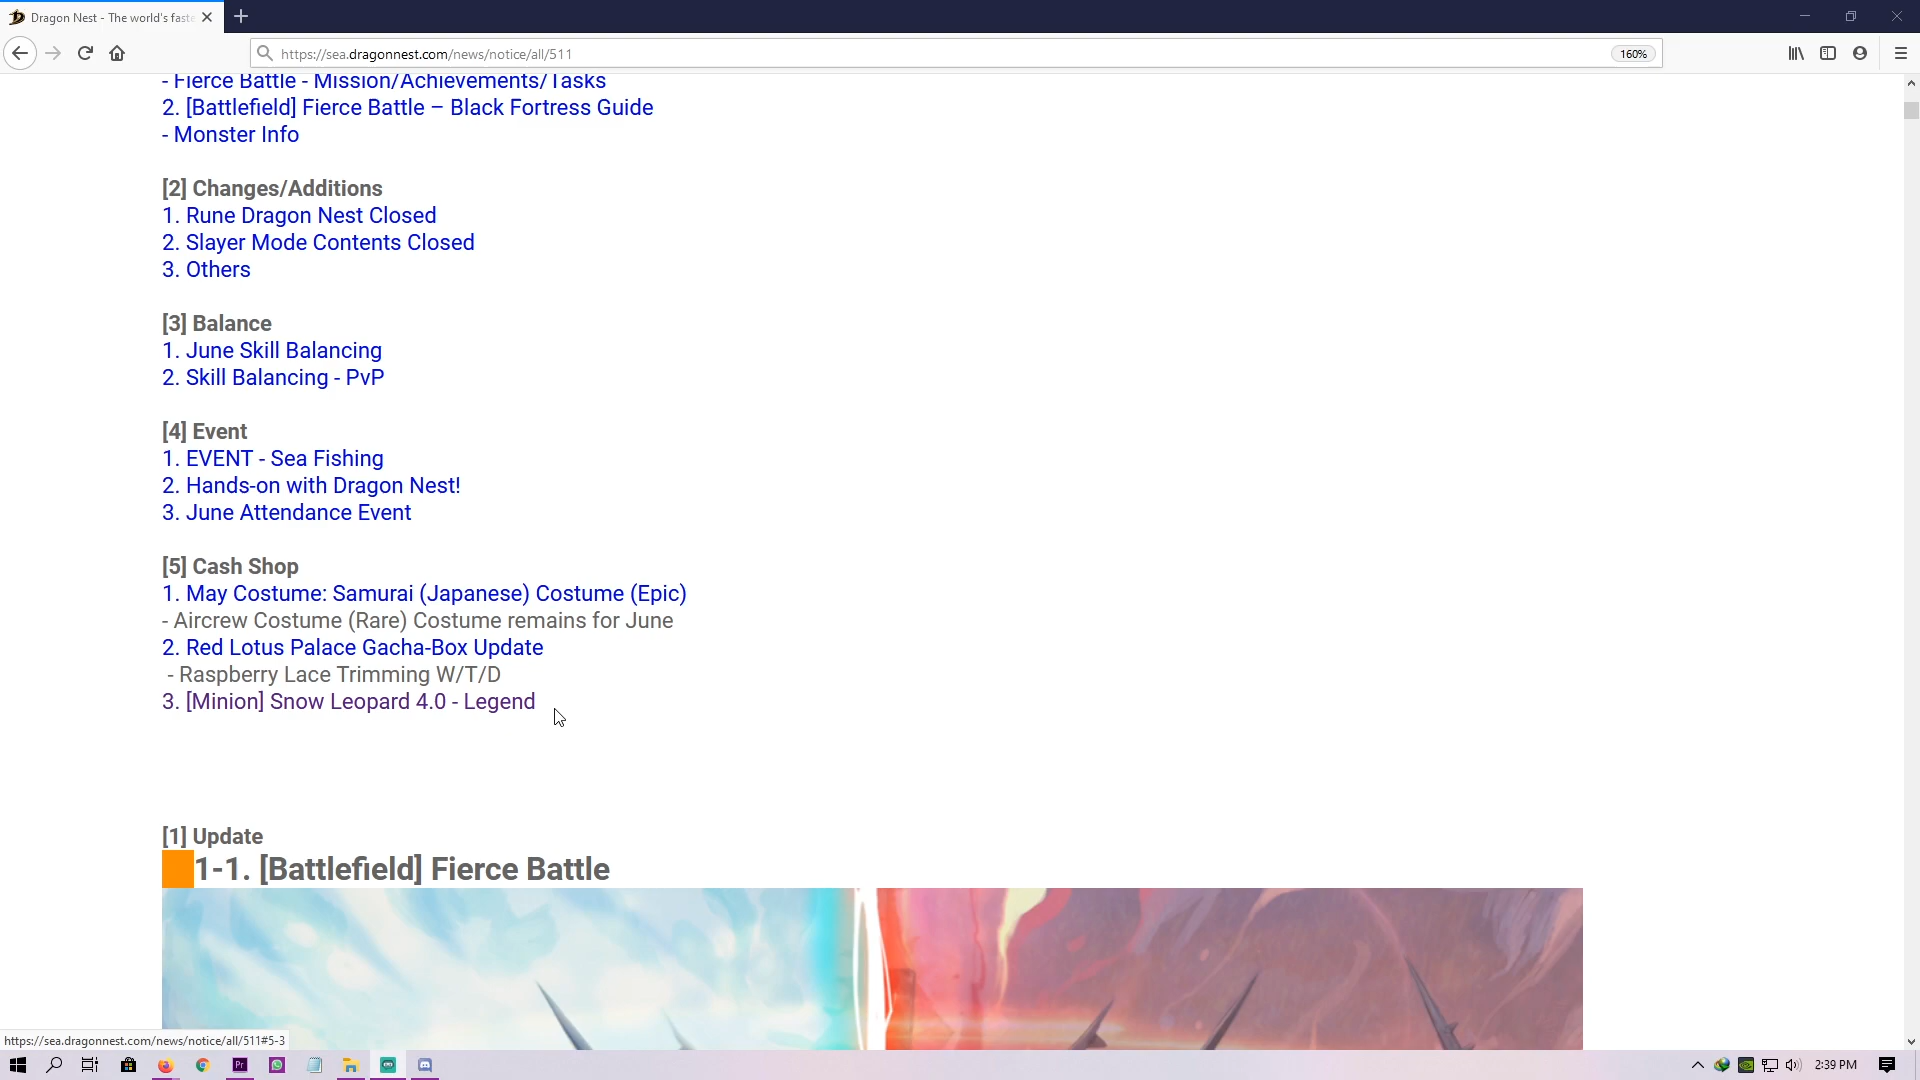 Dragon Nest - The world's faste
https://sea.dragonnest.com/news/notice/all/511
160%
- Fierce Battle - Mission/Achievements/Tasks
2. [Battlefield] Fierce Battle – Black Fortress Guide
- Monster Info
[2] Changes/Additions
1. Rune Dragon Nest Closed
2. Slayer Mode Contents Closed
3. Others
[3] Balance
1. June Skill Balancing
2. Skill Balancing - PvP
[4] Event
1. EVENT - Sea Fishing
2. Hands-on with Dragon Nest!
3. June Attendance Event
[5] Cash Shop
1. May Costume: Samurai (Japanese) Costume (Epic)
- Aircrew Costume (Rare) Costume remains for June
2. Red Lotus Palace Gacha-Box Update
- Raspberry Lace Trimming W/T/D
3. [Minion] Snow Leopard 4.0 - Legend
[1] Update
1-1. [Battlefield] Fierce Battle
https://sea.dragonnest.com/news/notice/all/511#5-3
Pr
2:39 PM